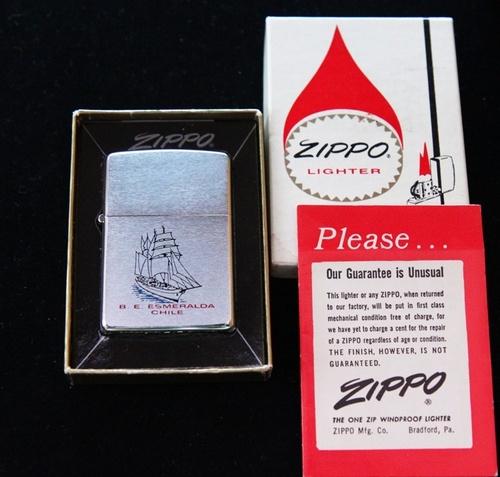 ZIPPO®
B. E. ESMERALDA
CHILE
ZIPPO®
LIGHTER
Please...
Our Guarantee is Unusual
This lighter or any ZIPPO, when returned
to our factory, will be put in first class
mechanical condition free of charge, for
we have yet to charge a cent for the repair
of a ZIPPO regardless of age or condition.
THE FINISH, HOWEVER, IS NOT
GUARANTEED.
ZIPPO®
THE ONE ZIP WINDPROOF LIGHTER
ZIPPO Mfg. Co. Bradford, Pa.